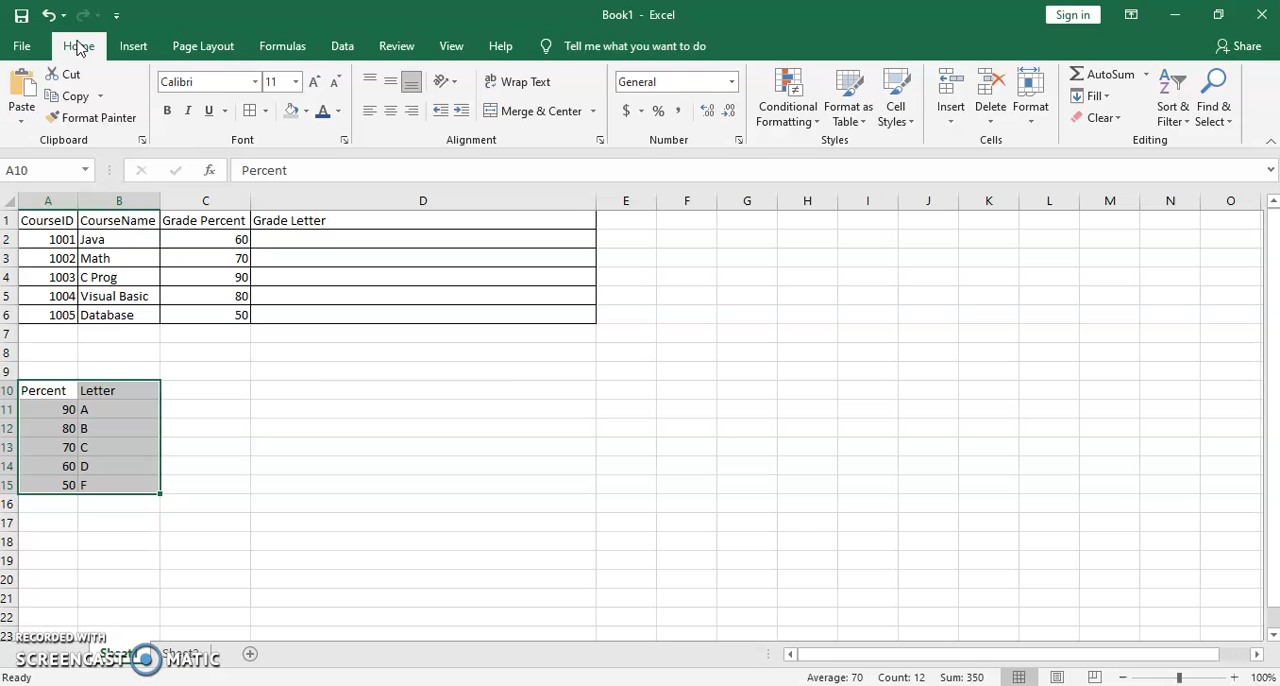 Book1 - Excel
Sign in
File Home Insert Page Layout Formulas Data Review View Help Tell me what you want to do Share
Paste
Cut
Copy
Format Painter
Clipboard
Calibri 11
B I U
Font
Wrap Text
Merge & Center
Alignment
General
$ % ,
Number
Conditional Formatting
Format as Table
Cell Styles
Styles
Insert Delete Format
Cells
AutoSum
Fill
Clear
Sort & Filter
Find & Select
Editing
A10 fx Percent
A B C D E F G H I J K L M N O
1 CourseID CourseName Grade Percent Grade Letter
2 1001 Java 60
3 1002 Math 70
4 1003 C Prog 90
5 1004 Visual Basic 80
6 1005 Database 50
7
8
9
10 Percent Letter
11 90 A
12 80 B
13 70 C
14 60 D
15 50 F
16
17
18
19
20
21
22
23
RECORDED WITH
SCREENCAST MATIC
Ready Average: 70 Count: 12 Sum: 350 100%